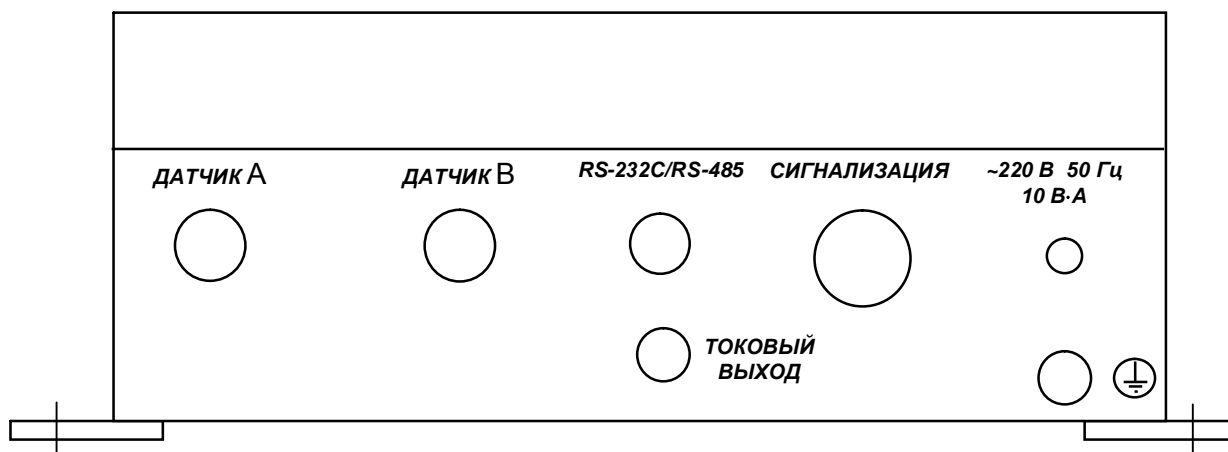 ДАТЧИК А
ДАТЧИК В
RS-232C/RS-485
СИГНАЛИЗАЦИЯ
~220 В 50 Гц
10 В·А
ТОКОВЫЙ
ВЫХОД